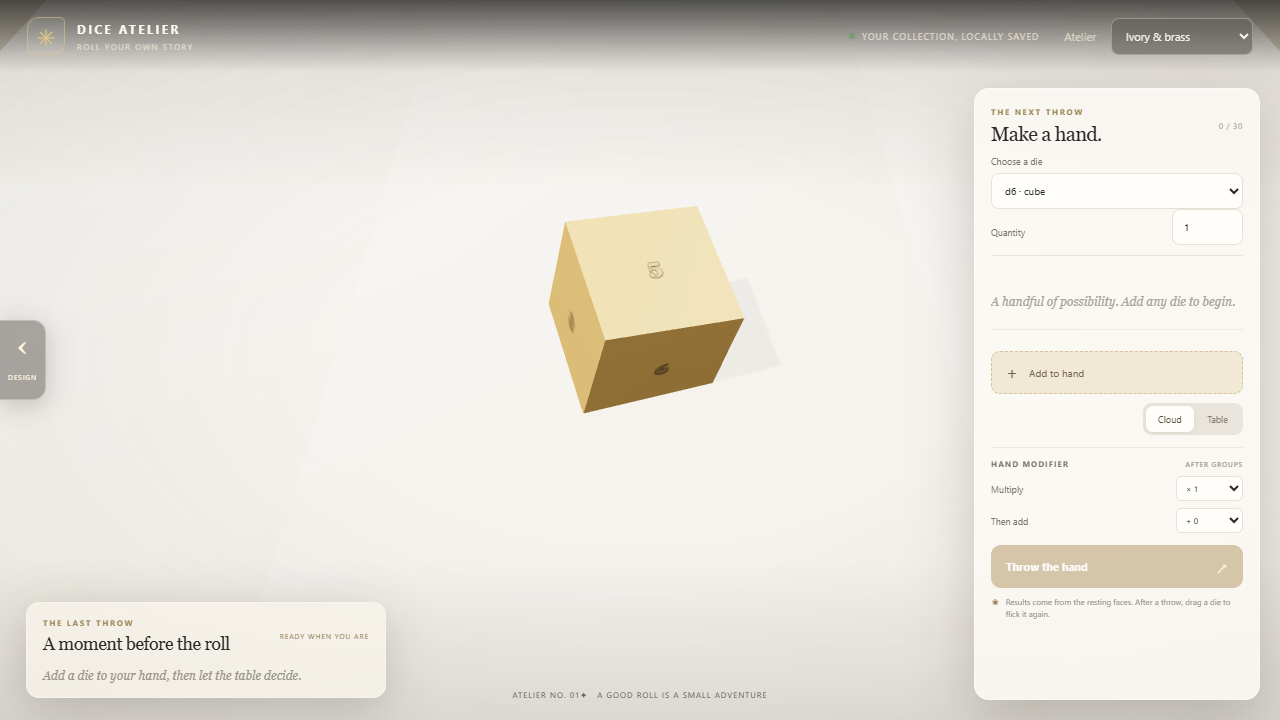 DICE ATELIER
ROLL YOUR OWN STORY
YOUR COLLECTION, LOCALLY SAVED
Atelier
Ivory & brass
5
6
DESIGN
THE NEXT THROW
Make a hand.
0 / 30
Choose a die
d6 · cube
Quantity
1
A handful of possibility. Add any die to begin.
+ Add to hand
Cloud
Table
HAND MODIFIER
AFTER GROUPS
Multiply
× 1
Then add
+ 0
Throw the hand ↗
Results come from the resting faces. After a throw, drag a die to
flick it again.
THE LAST THROW
A moment before the roll
READY WHEN YOU ARE
Add a die to your hand, then let the table decide.
ATELIER NO. 01✦ A GOOD ROLL IS A SMALL ADVENTURE